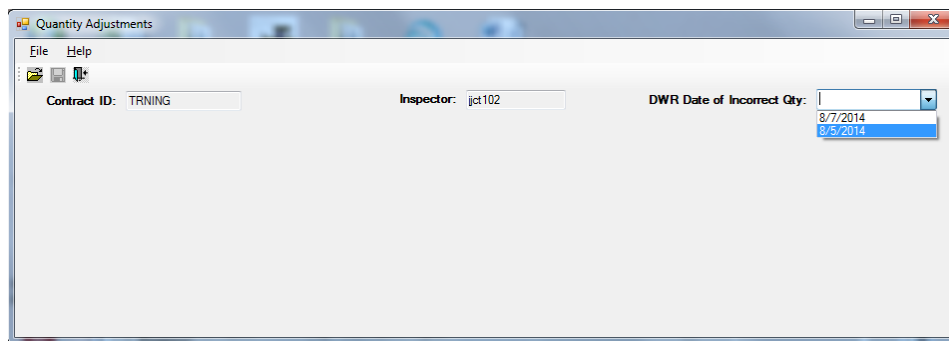 Quantity Adjustments
File Help
Contract ID: TRNING Inspector: jjct102 DWR Date of Incorrect Qty:
8/7/2014
8/5/2014